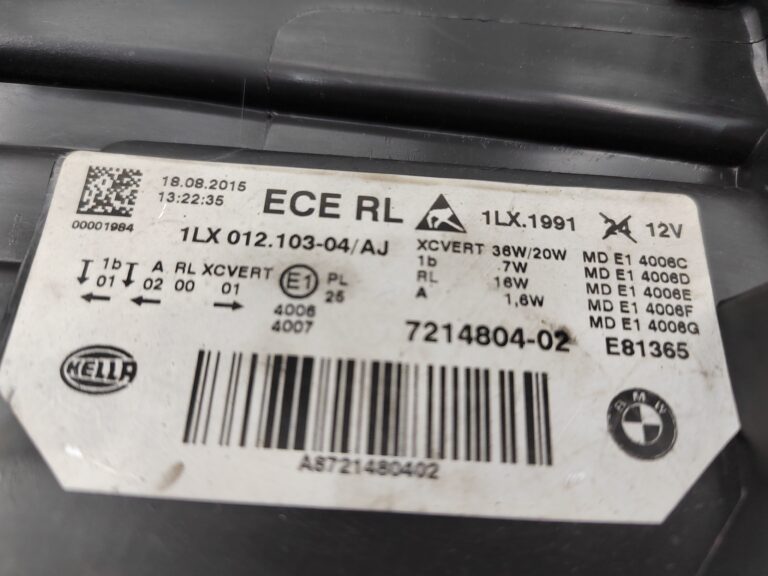 18.08.2015
13:22:35
00001984
ECE RL
1LX.1991 24 12V
1LX 012.103-04/AJ
XCVERT 36W/20W
1b 7W
RL 16W
A 1,6W
MD E1 4006C
MD E1 4006D
MD E1 4006E
MD E1 4006F
MD E1 4006G
1b A RL XCVERT
01 02 00 01
E1 PL
25
4006
4007
7214804-02 E81365
HELLA
BMW
A8721480402